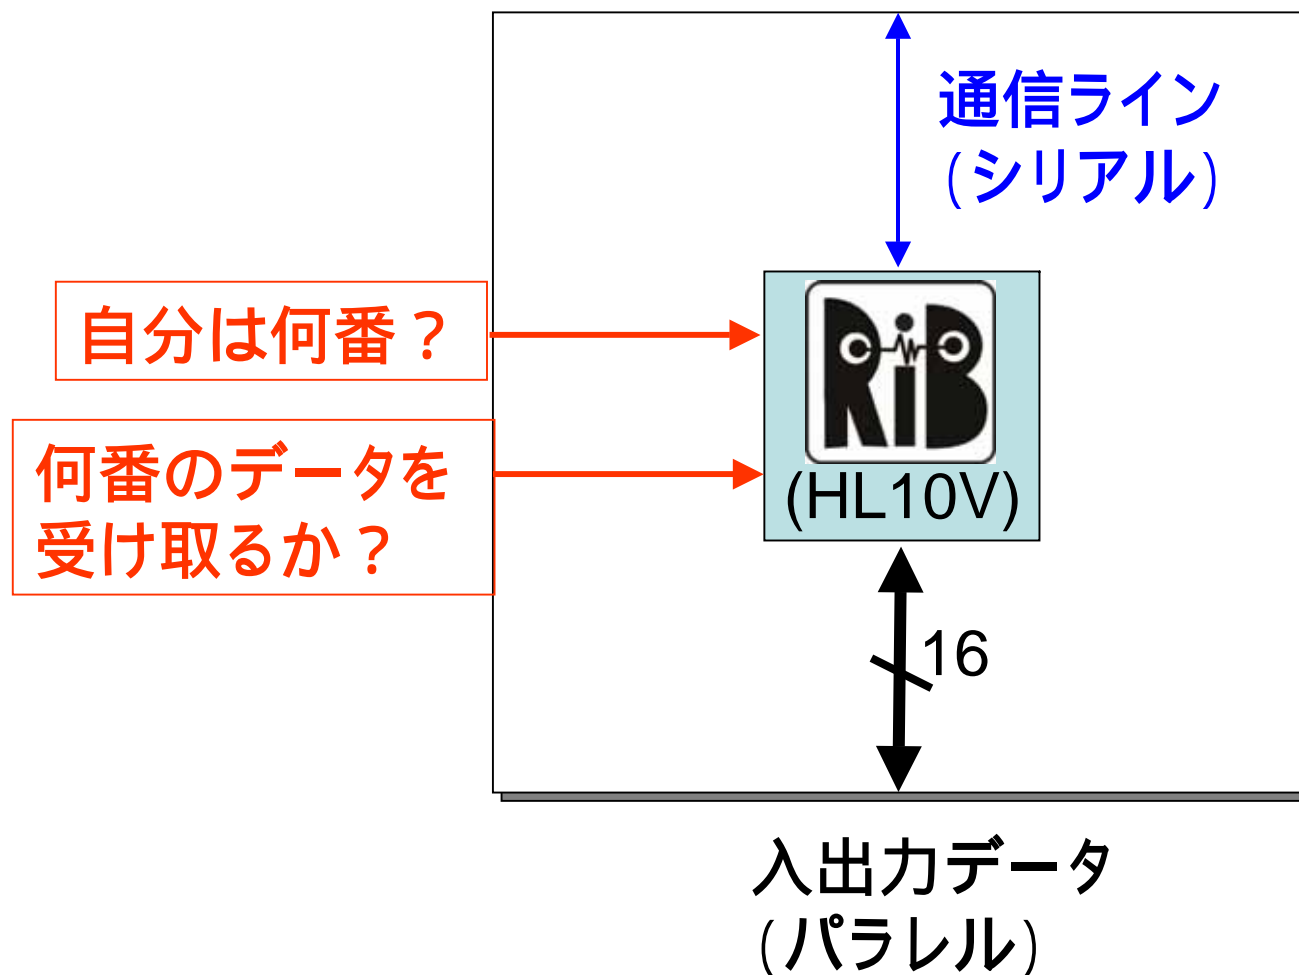 通信ライン
(シリアル)
自分は何番？
何番のデータを
受け取るか？
RiB
(HL10V)
16
入出力データ
(パラレル)